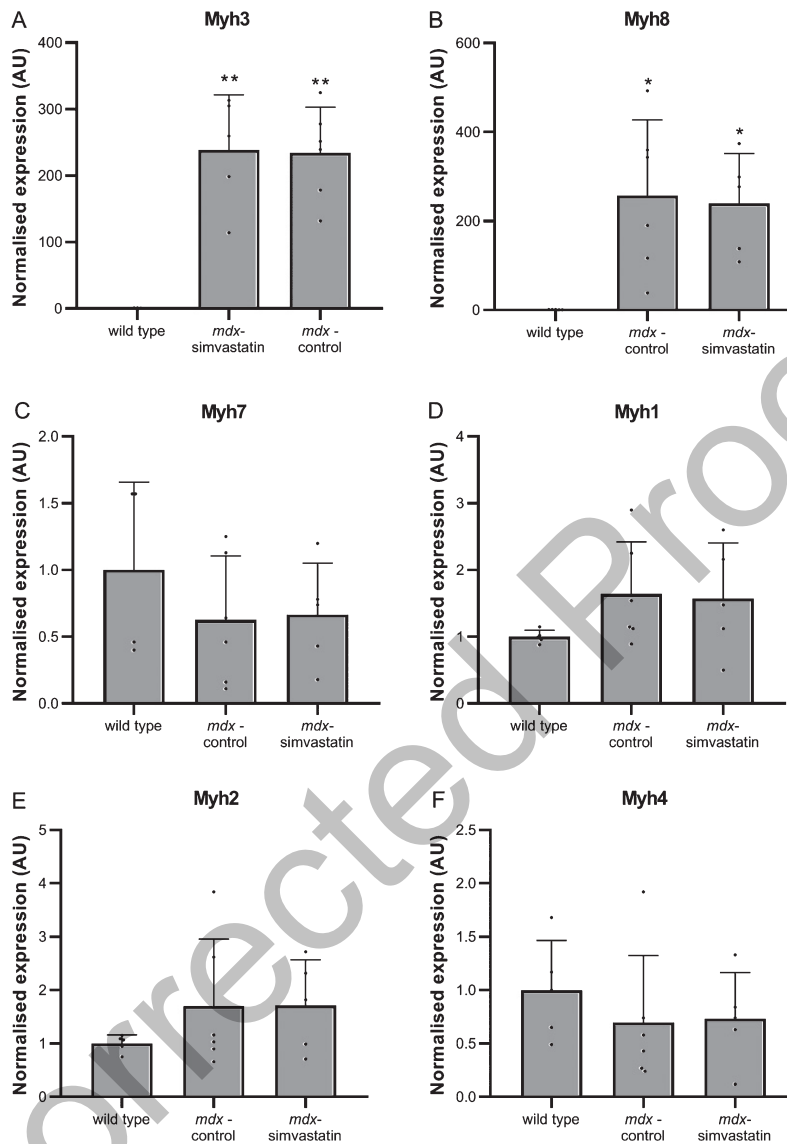 A
Myh3
Normalised expression (AU)
400
300
200
100
0
**
**
wild type
mdx-
simvastatin
mdx -
control
B
Myh8
Normalised expression (AU)
600
400
200
0
*
*
wild type
mdx -
control
mdx-
simvastatin
C
Myh7
Normalised expression (AU)
2.0
1.5
1.0
0.5
0.0
wild type
mdx -
control
mdx-
simvastatin
D
Myh1
Normalised expression (AU)
4
3
2
1
0
wild type
mdx -
control
mdx-
simvastatin
E
Myh2
Normalised expression (AU)
5
4
3
2
1
0
wild type
mdx -
control
mdx-
simvastatin
F
Myh4
Normalised expression (AU)
2.5
2.0
1.5
1.0
0.5
0.0
wild type
mdx -
control
mdx-
simvastatin
orrected Proo